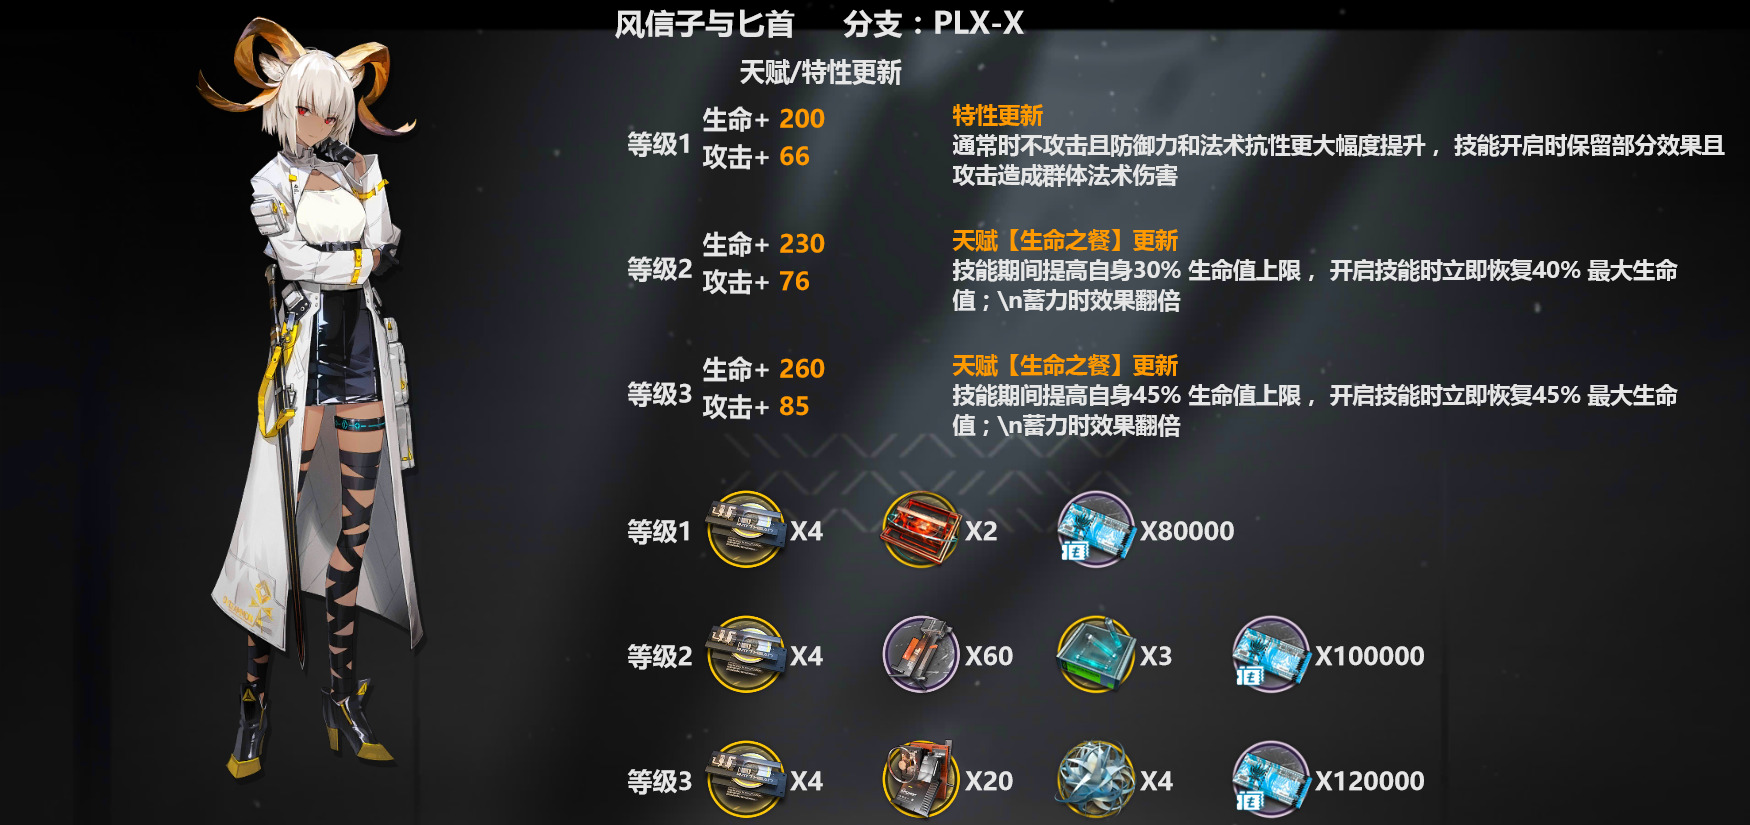 风信子与匕首 分支：PLX-X
天赋/特性更新
等级1
生命+ 200
攻击+ 66
特性更新
通常时不攻击且防御力和法术抗性更大幅度提升，技能开启时保留部分效果且
攻击造成群体法术伤害
等级2
生命+ 230
攻击+ 76
天赋【生命之餐】更新
技能期间提高自身30% 生命值上限，开启技能时立即恢复40% 最大生命
值；\n蓄力时效果翻倍
等级3
生命+ 260
攻击+ 85
天赋【生命之餐】更新
技能期间提高自身45% 生命值上限，开启技能时立即恢复45% 最大生命
值；\n蓄力时效果翻倍
等级1 X4 X2 X80000
等级2 X4 X60 X3 X100000
等级3 X4 X20 X4 X120000